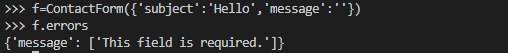 >>> f=ContactForm({'subject':'Hello','message':''})
>>> f.errors
{'message': ['This field is required.']}